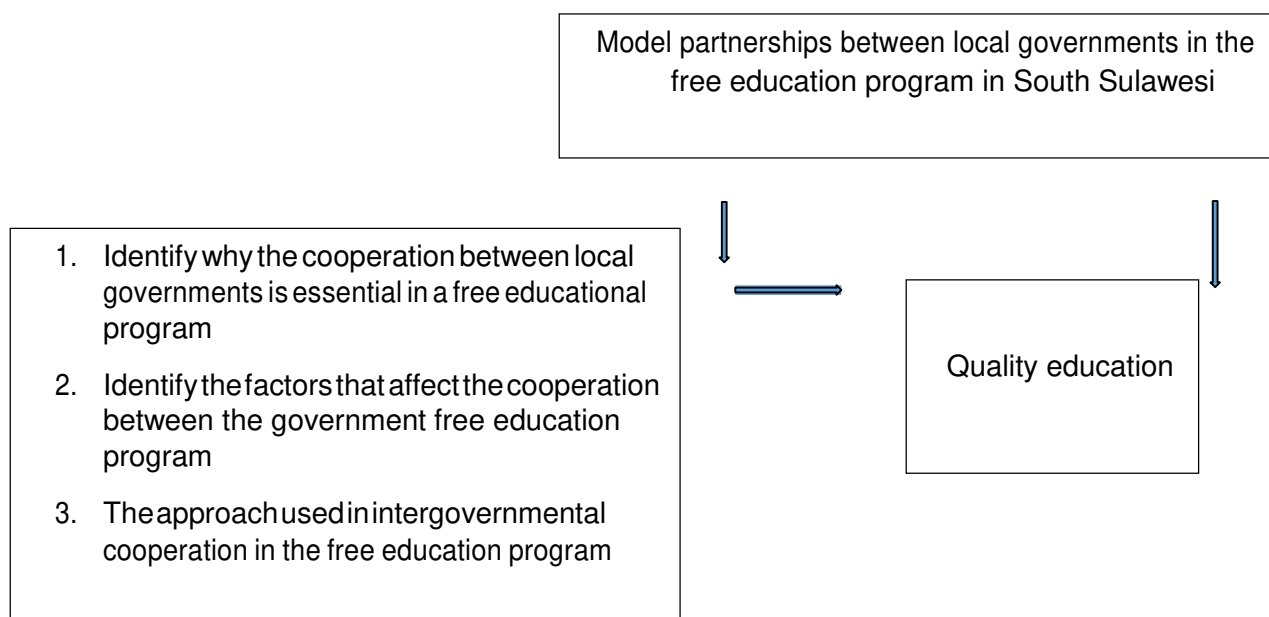 Model partnerships between local governments in the
free education program in South Sulawesi
1. Identify why the cooperation between local
governments is essential in a free educational
program
2. Identify the factors that affect the cooperation
between the government free education
program
3. The approach used in intergovernmental
cooperation in the free education program
Quality education